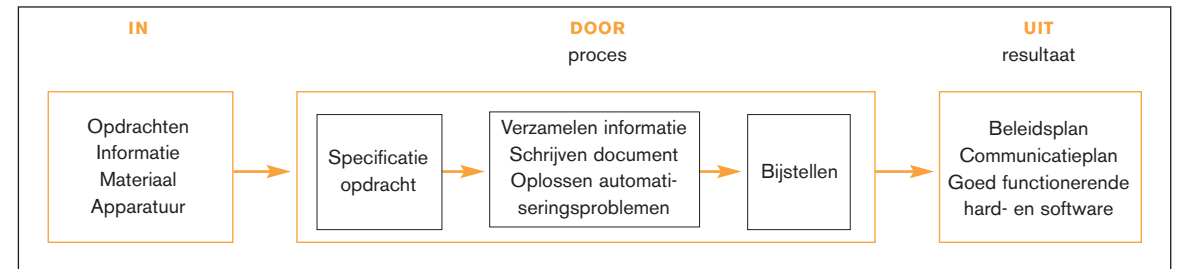 IN
DOOR
UIT
proces
resultaat
Opdrachten
Informatie
Materiaal
Apparatuur
Specificatie
opdracht
Verzamelen informatie
Schrijven document
Oplossen automati-
seringsproblemen
Bijstellen
Beleidsplan
Communicatieplan
Goed functionerende
hard- en software